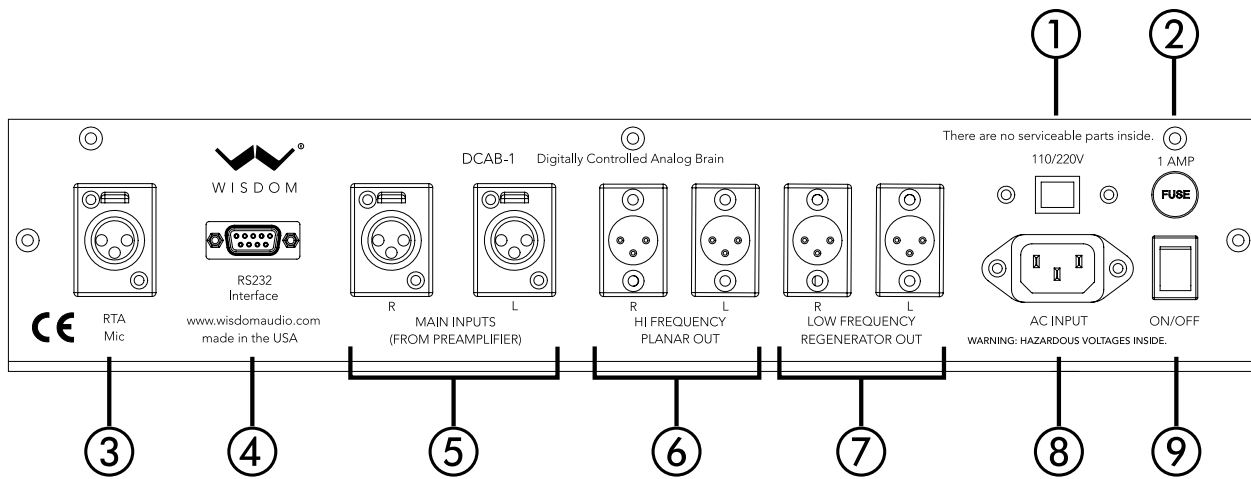 1
2
There are no serviceable parts inside.
DCAB-1 Digitally Controlled Analog Brain
110/220V
1 AMP
®
WISDOM
FUSE
RS232
Interface
R
L
R
L
R
L
CE
RTA
Mic
www.wisdomaudio.com
made in the USA
MAIN INPUTS
(FROM PREAMPLIFIER)
HI FREQUENCY
PLANAR OUT
LOW FREQUENCY
REGENERATOR OUT
AC INPUT
ON/OFF
WARNING: HAZARDOUS VOLTAGES INSIDE.
3
4
5
6
7
8
9